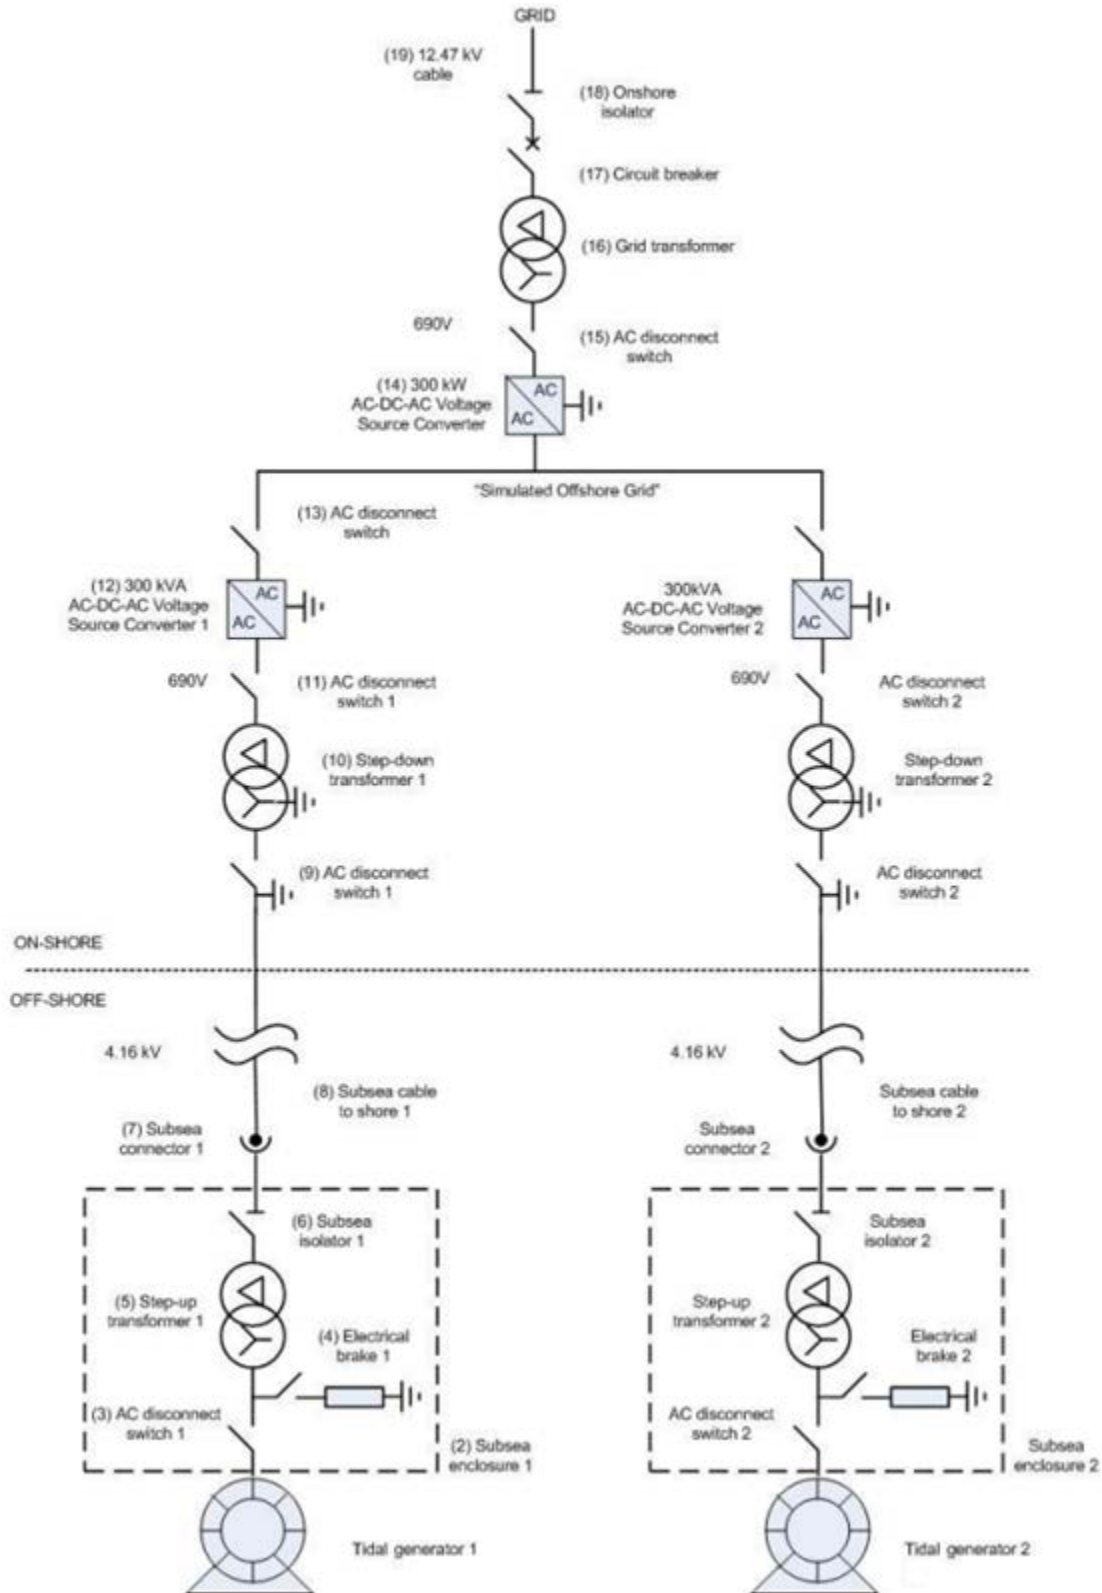 GRID
(19) 12.47 kV
cable
(18) Onshore
isolator
(17) Circuit breaker
(16) Grid transformer
690V
(15) AC disconnect
switch
(14) 300 kW
AC-DC-AC Voltage
Source Converter
AC
AC
"Simulated Offshore Grid"
(13) AC disconnect
switch
(12) 300 kVA
AC-DC-AC Voltage
Source Converter 1
AC
AC
300kVA
AC-DC-AC Voltage
Source Converter 2
AC
AC
690V
(11) AC disconnect
switch 1
690V
AC disconnect
switch 2
(10) Step-down
transformer 1
Step-down
transformer 2
(9) AC disconnect
switch 1
AC disconnect
switch 2
ON-SHORE
OFF-SHORE
4.16 kV
4.16 kV
(8) Subsea cable
to shore 1
Subsea cable
to shore 2
(7) Subsea
connector 1
Subsea
connector 2
(6) Subsea
isolator 1
Subsea
isolator 2
(5) Step-up
transformer 1
Step-up
transformer 2
(4) Electrical
brake 1
Electrical
brake 2
(3) AC disconnect
switch 1
AC disconnect
switch 2
(2) Subsea
enclosure 1
Subsea
enclosure 2
Tidal generator 1
Tidal generator 2